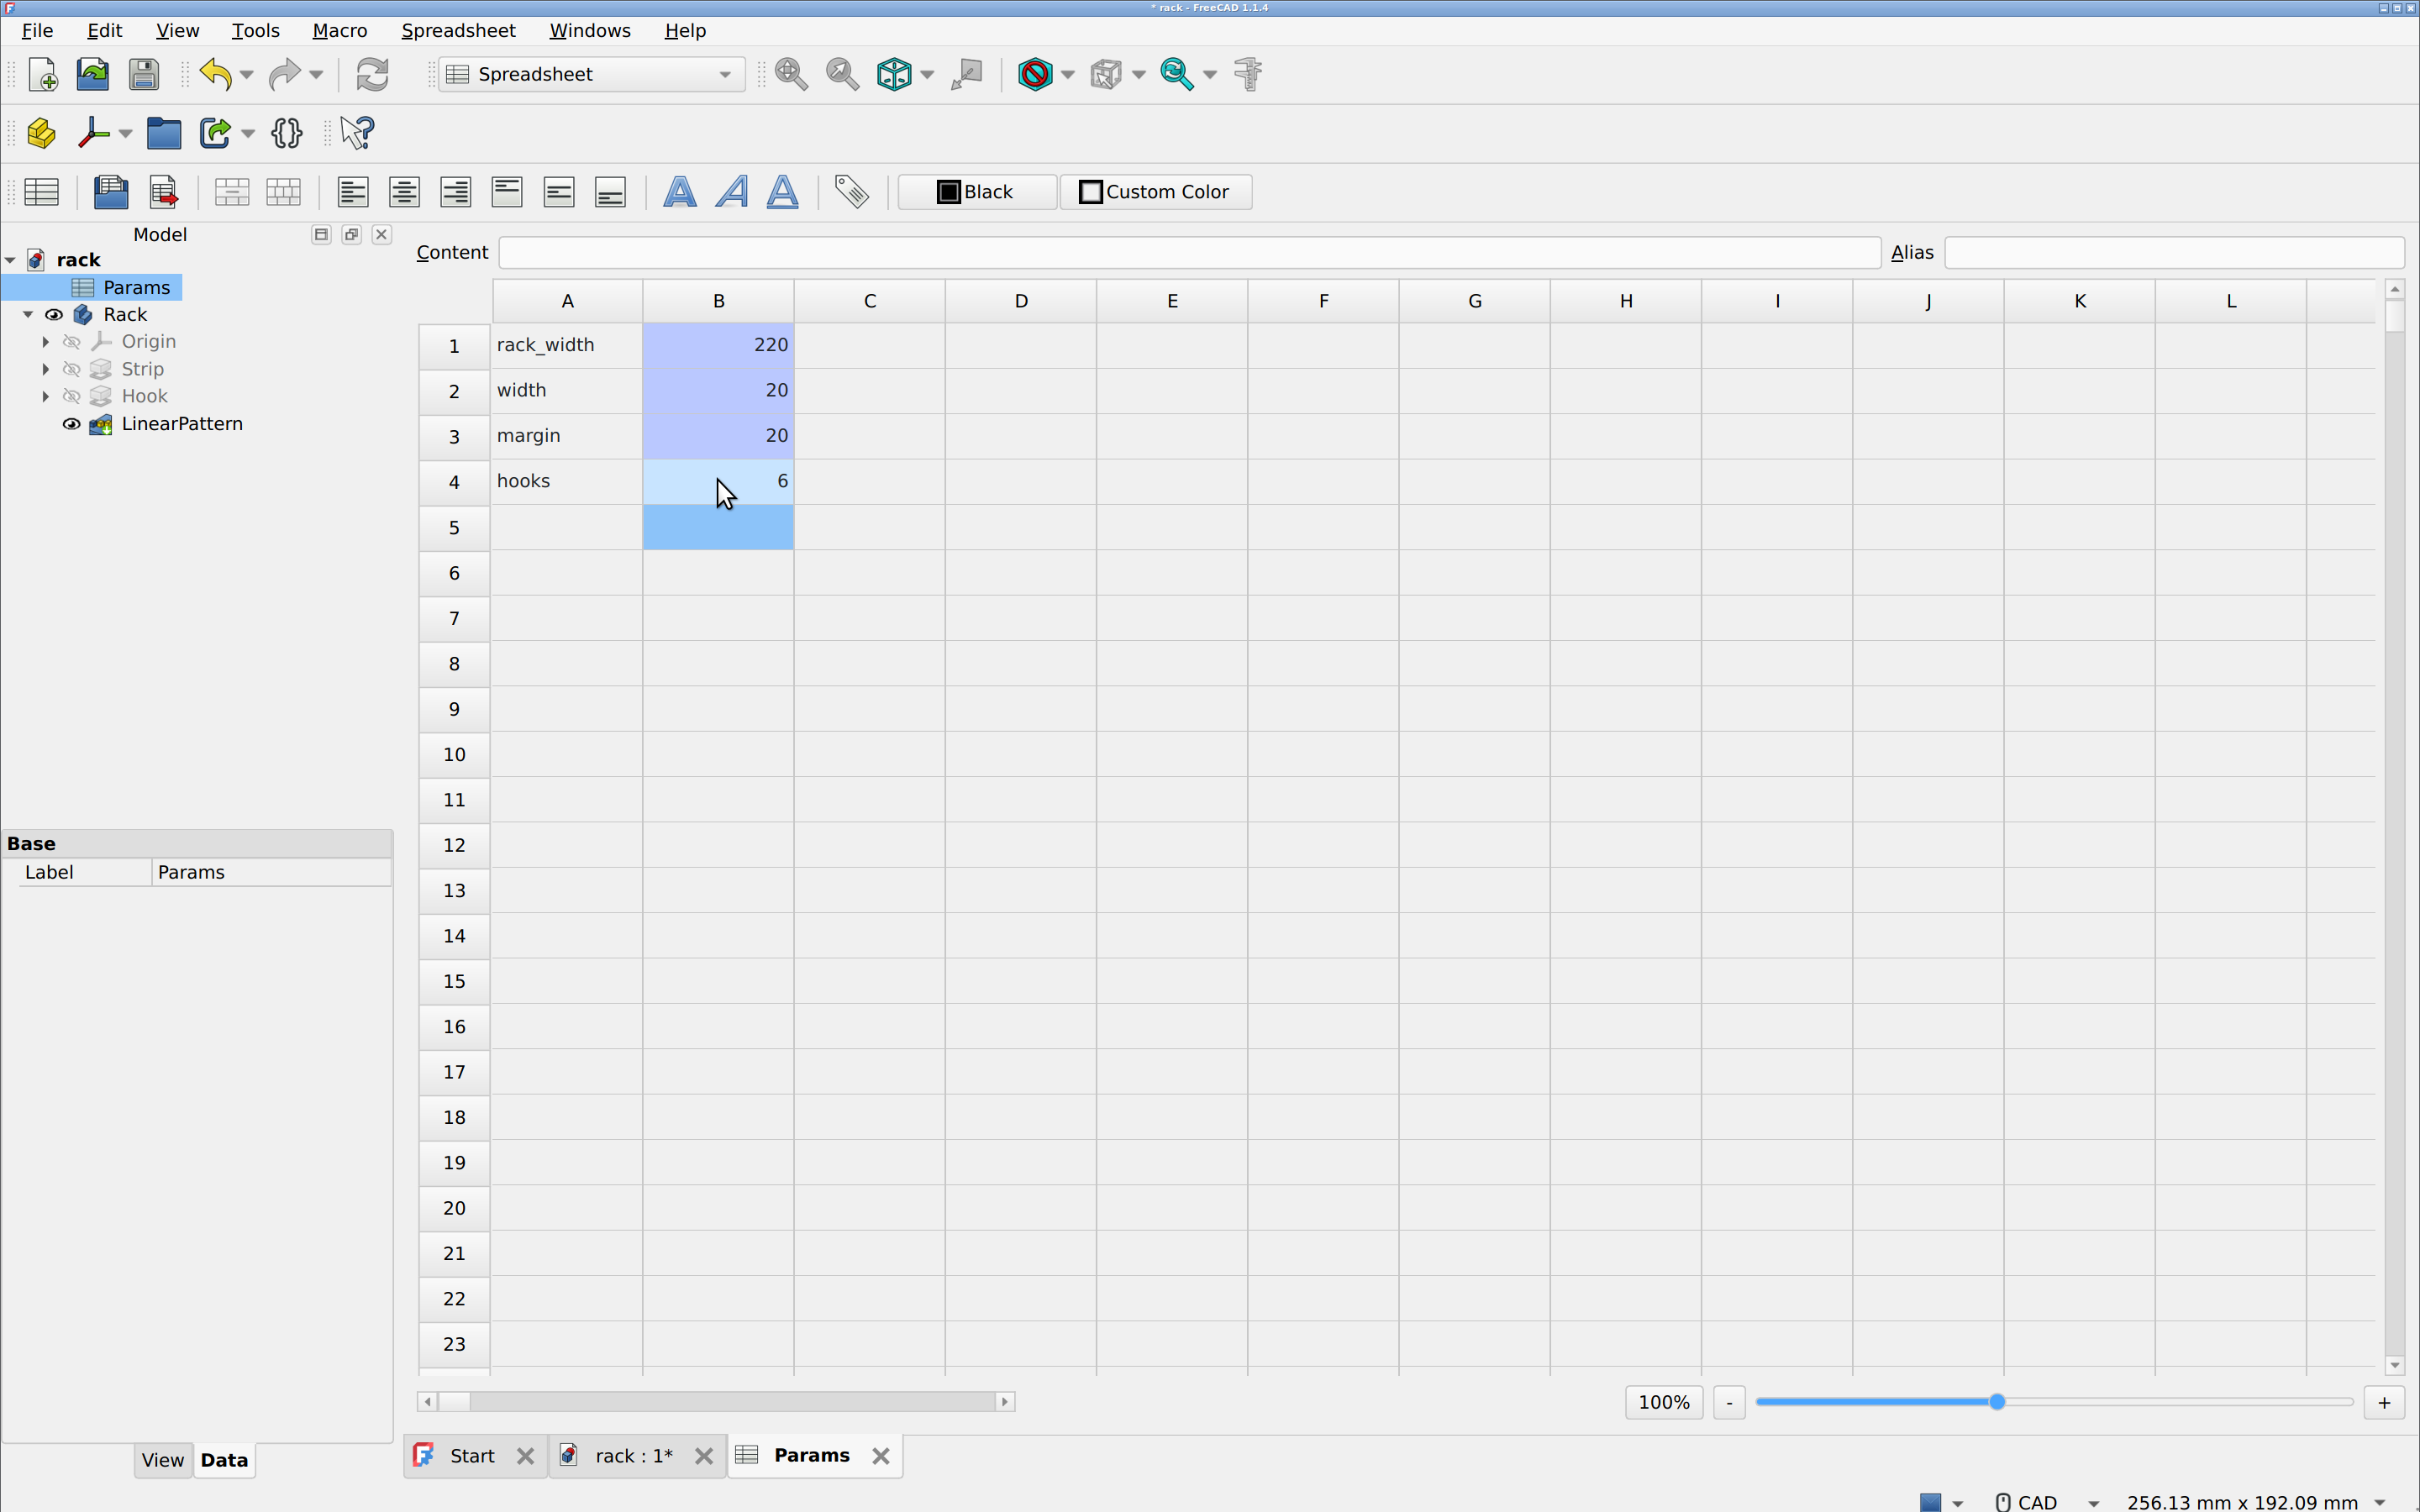 * rack - FreeCAD 1.1.4
File Edit View Tools Macro Spreadsheet Windows Help
Spreadsheet
Black Custom Color
Model
rack
Params
Rack
Origin
Strip
Hook
LinearPattern
Base
Label Params
View Data
Content Alias
A B C D E F G H I J K L
1 rack_width 220
2 width 20
3 margin 20
4 hooks 6
5
6
7
8
9
10
11
12
13
14
15
16
17
18
19
20
21
22
23
100% - +
Start rack : 1* Params
CAD 256.13 mm x 192.09 mm